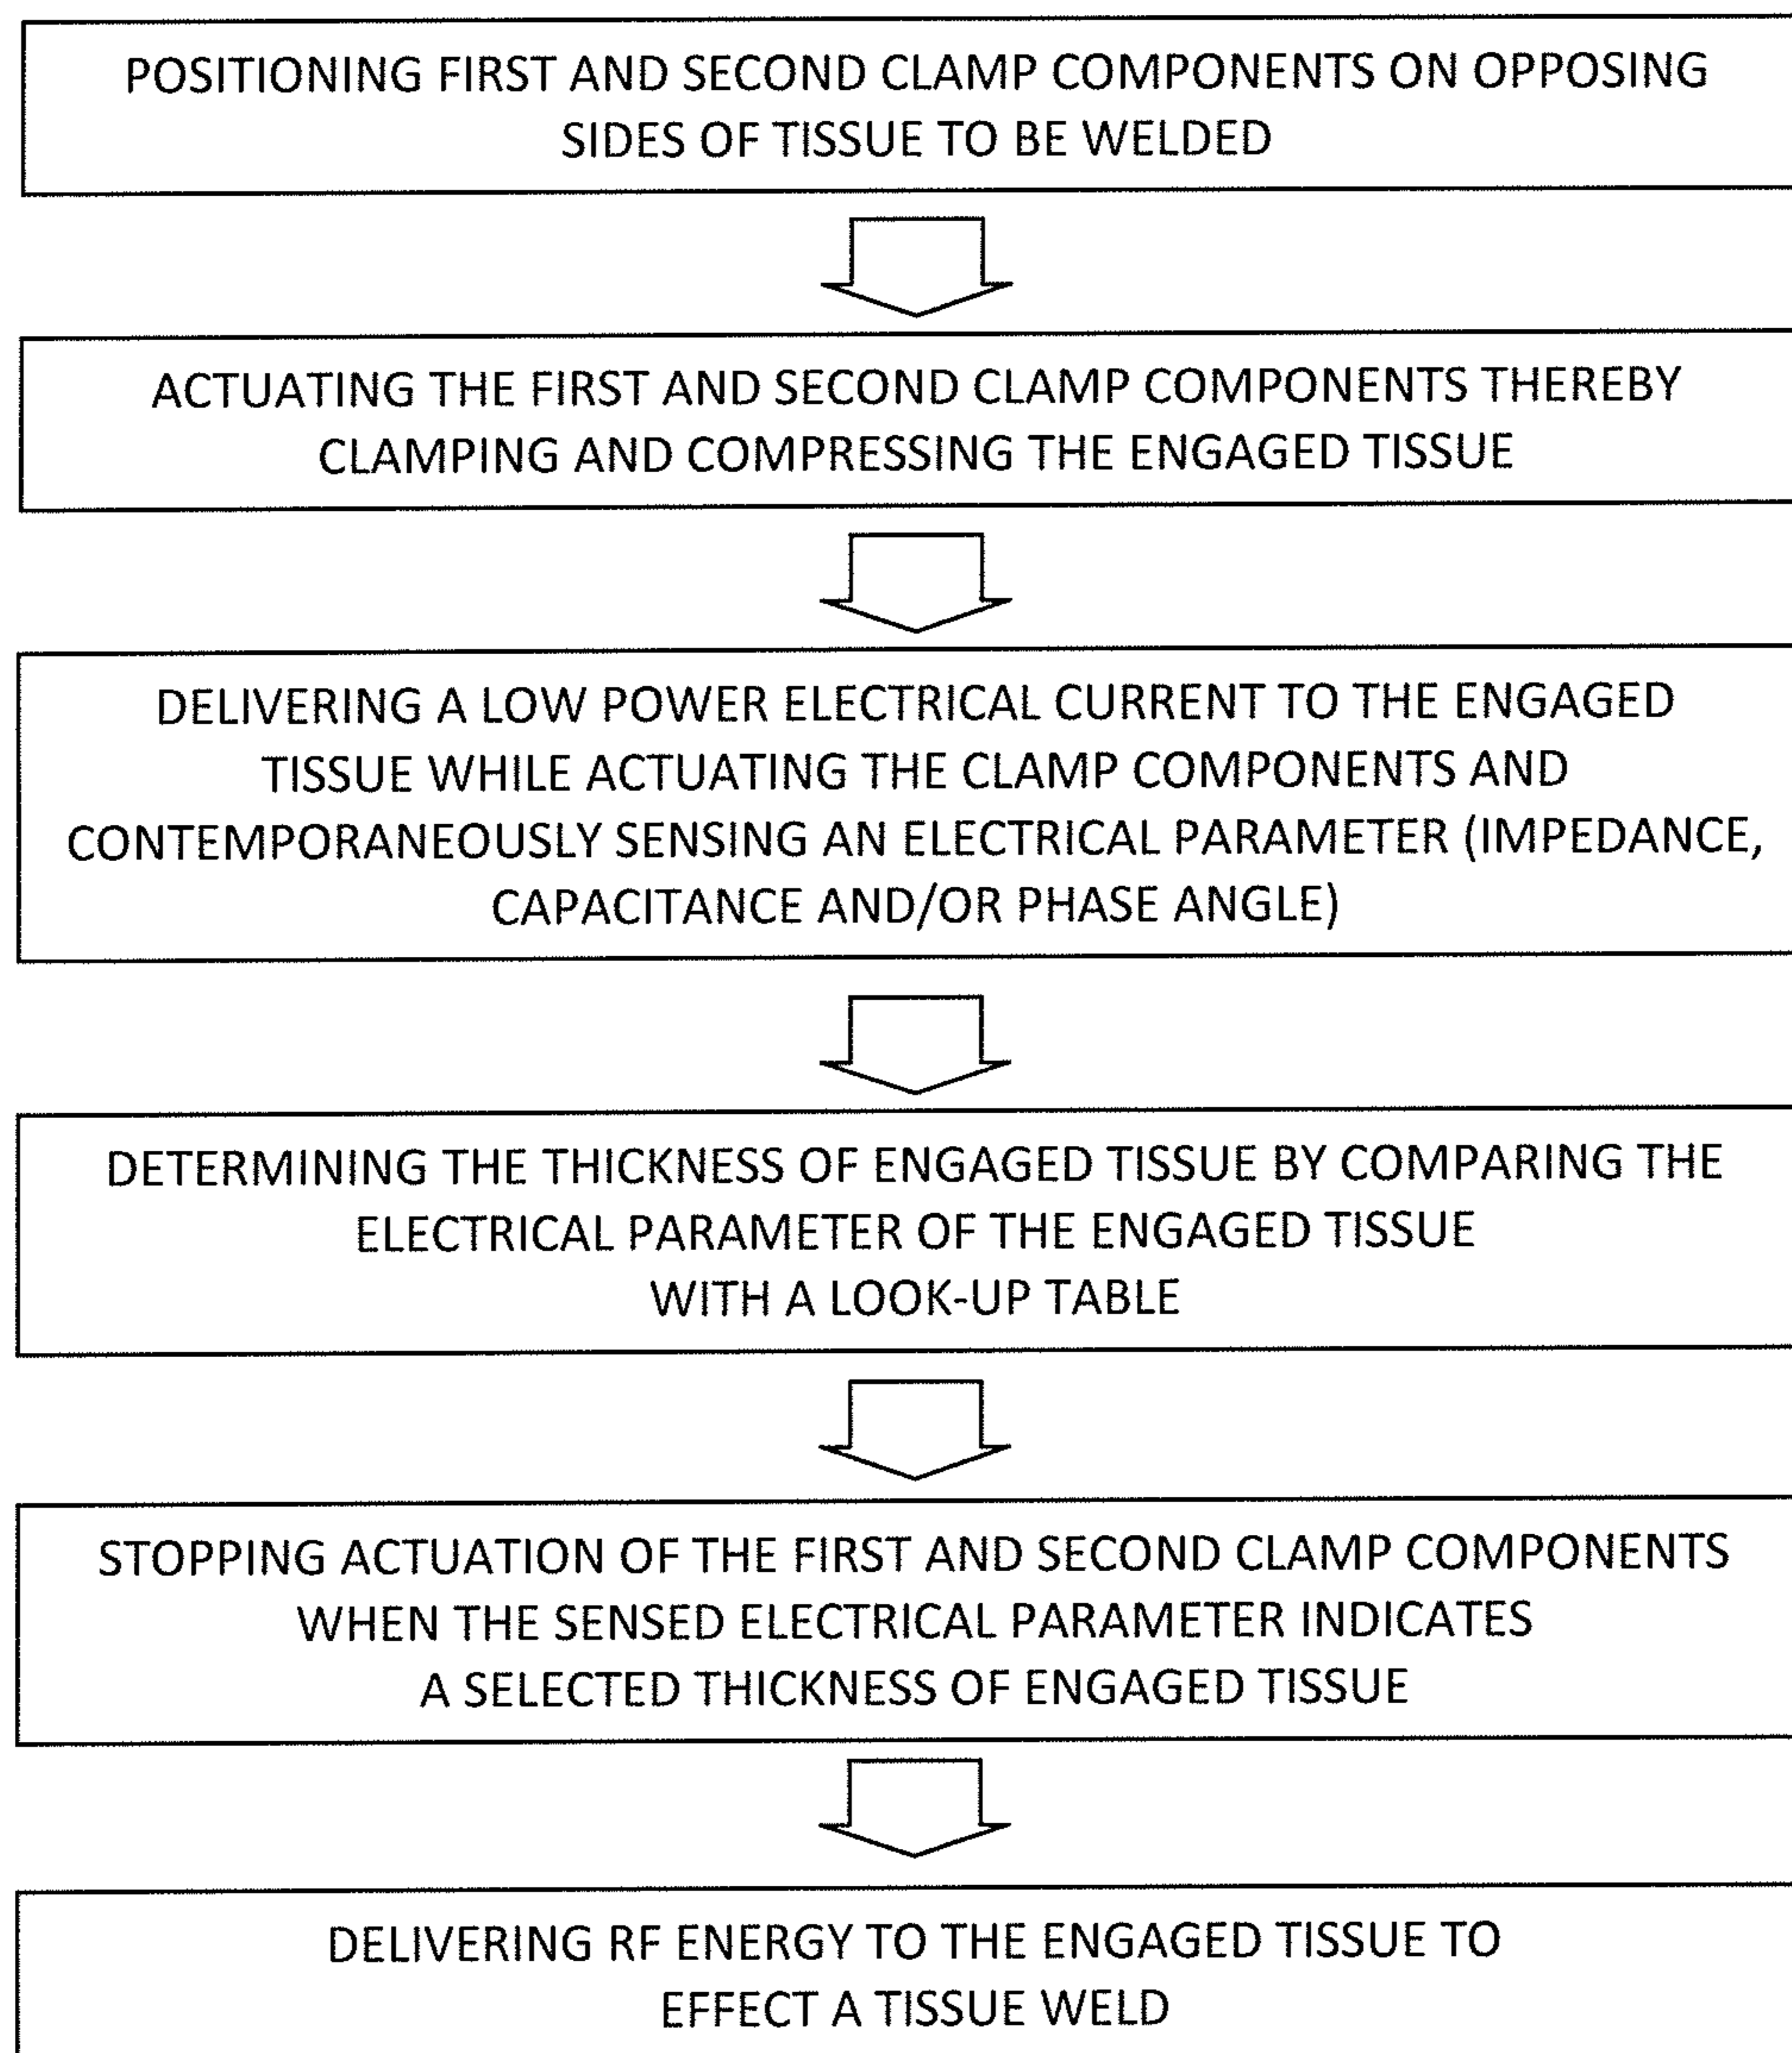 POSITIONING FIRST AND SECOND CLAMP COMPONENTS ON OPPOSING
SIDES OF TISSUE TO BE WELDED
ACTUATING THE FIRST AND SECOND CLAMP COMPONENTS THEREBY
CLAMPING AND COMPRESSING THE ENGAGED TISSUE
DELIVERING A LOW POWER ELECTRICAL CURRENT TO THE ENGAGED
TISSUE WHILE ACTUATING THE CLAMP COMPONENTS AND
CONTEMPORANEOUSLY SENSING AN ELECTRICAL PARAMETER (IMPEDANCE,
CAPACITANCE AND/OR PHASE ANGLE)
DETERMINING THE THICKNESS OF ENGAGED TISSUE BY COMPARING THE
ELECTRICAL PARAMETER OF THE ENGAGED TISSUE
WITH A LOOK-UP TABLE
STOPPING ACTUATION OF THE FIRST AND SECOND CLAMP COMPONENTS
WHEN THE SENSED ELECTRICAL PARAMETER INDICATES
A SELECTED THICKNESS OF ENGAGED TISSUE
DELIVERING RF ENERGY TO THE ENGAGED TISSUE TO
EFFECT A TISSUE WELD